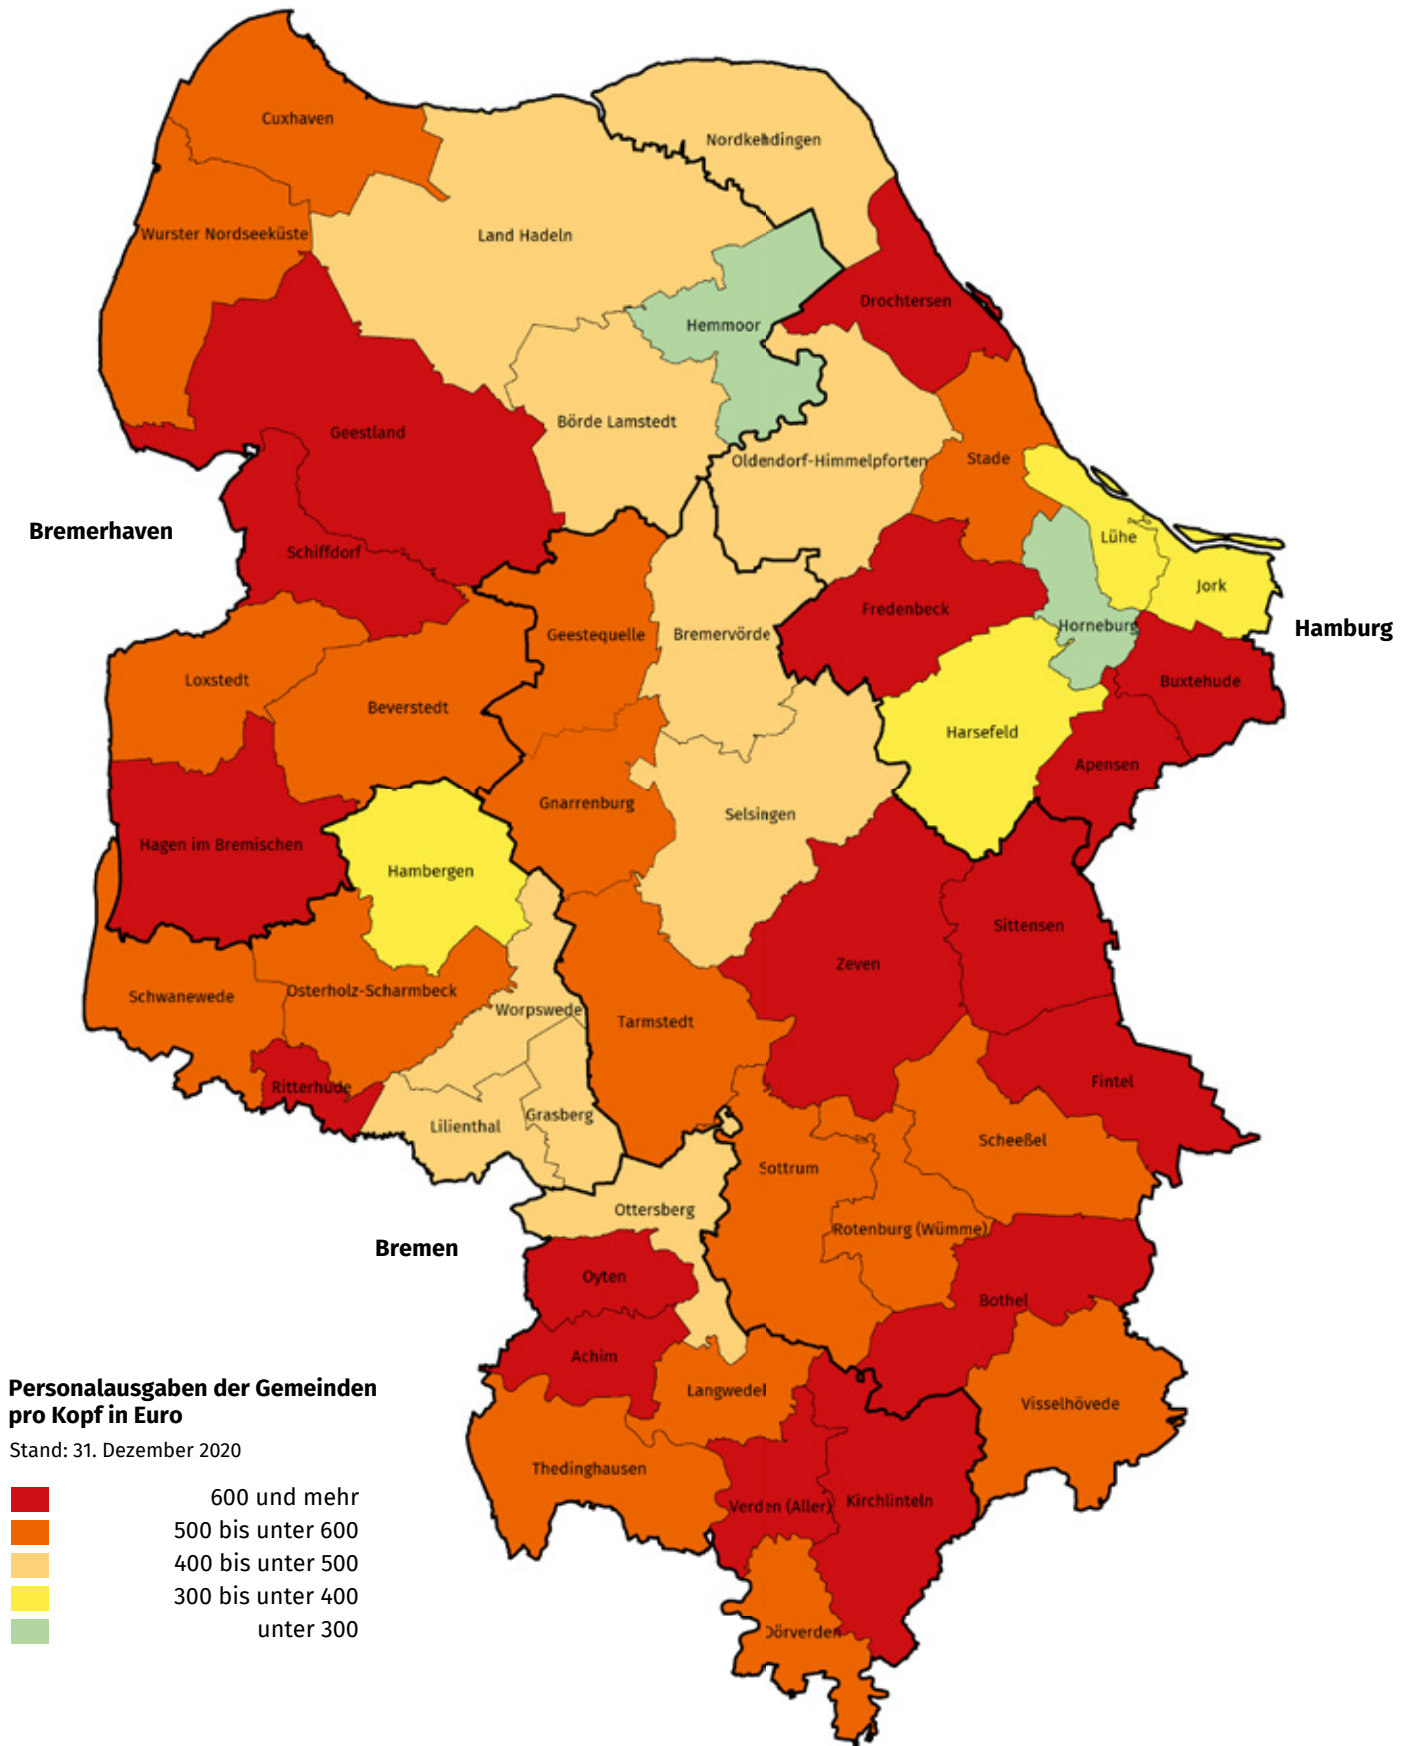 Cuxhaven
Nordkehdingen
Wurster Nordseeküste
Land Hadeln
Drochtersen
Hemmoor
Börde Lamstedt
Geestland
Oldendorf-Himmelpforten
Stade
Bremerhaven
Lühe
Schiffdorf
Jork
Fredenbeck
Horneburg
Hamburg
Geestequelle
Bremervörde
Loxstedt
Buxtehude
Beverstedt
Harsefeld
Apensen
Gnarrenburg
Selsingen
Hagen im Bremischen
Hambergen
Sittensen
Zeven
Schwanewede
Osterholz-Scharmbeck
Worpswede
Tarmstedt
Fintel
Ritterhude
Grasberg
Lilienthal
Scheeßel
Sottrum
Ottersberg
Rotenburg (Wümme)
Bremen
Oyten
Bothel
Achim
Langwedel
Visselhövede
Thedinghausen
Verden (Aller)
Kirchlinteln
Dörverden
Personalausgaben der Gemeinden
pro Kopf in Euro
Stand: 31. Dezember 2020
600 und mehr
500 bis unter 600
400 bis unter 500
300 bis unter 400
unter 300